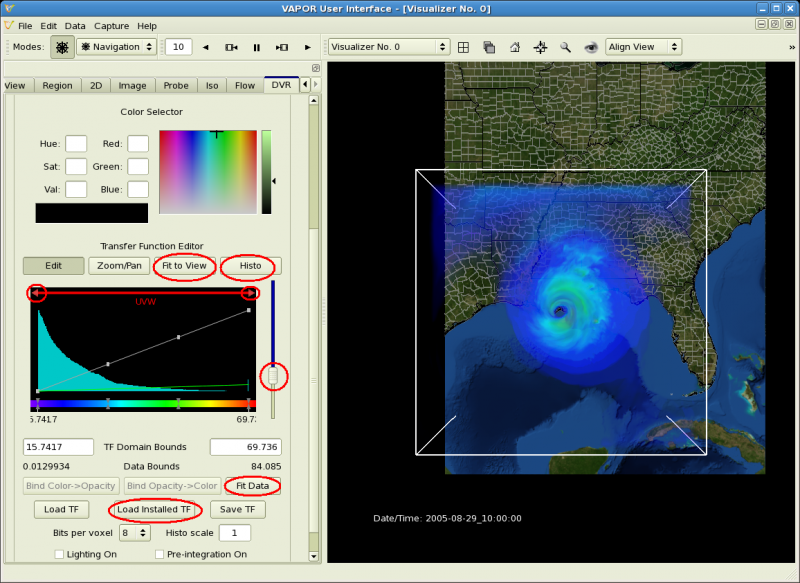 VAPOR User Interface - [Visualizer No. 0]
File Edit Data Capture Help
Modes: Navigation 10 Visualizer No. 0 Align View »
View Region 2D Image Probe Iso Flow DVR
Color Selector
Hue: Red:
Sat: Green:
Val: Blue:
Transfer Function Editor
Edit Zoom/Pan Fit to View Histo
UVW
5.7417 69.7
15.7417 TF Domain Bounds 69.736
0.0129934 Data Bounds 84.085
Bind Color->Opacity Bind Opacity->Color Fit Data
Load TF Load Installed TF Save TF
Bits per voxel 8 Histo scale 1
Lighting On Pre-integration On
Date/Time: 2005-08-29_10:00:00